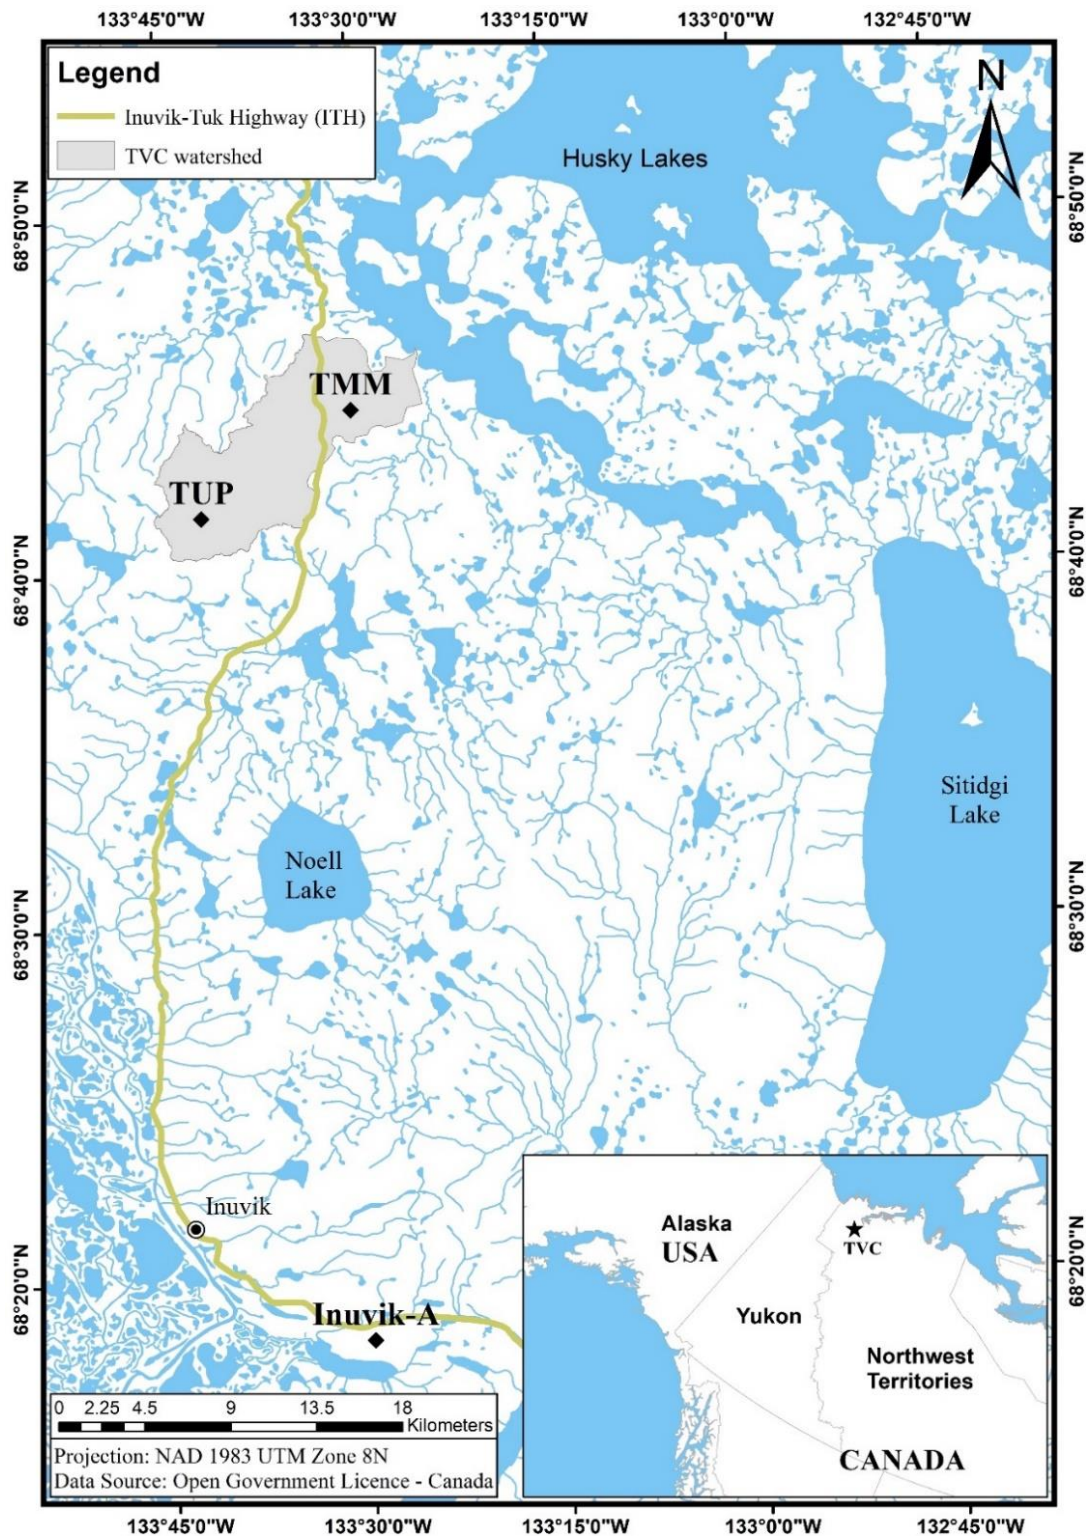 133°45'0"W 133°30'0"W 133°15'0"W 133°0'0"W 132°45'0"W
Legend
Inuvik-Tuk Highway (ITH)
TVC watershed
N
Husky Lakes
68°50'0"N
68°50'0"N
TMM
TUP
68°40'0"N
68°40'0"N
Sitidgi
Lake
Noell
Lake
68°30'0"N
68°30'0"N
Inuvik
68°20'0"N
68°20'0"N
Inuvik-A
Alaska
USA
TVC
Yukon
Northwest
Territories
CANADA
0 2.25 4.5 9 13.5 18
Kilometers
Projection: NAD 1983 UTM Zone 8N
Data Source: Open Government Licence - Canada
133°45'0"W 133°30'0"W 133°15'0"W 133°0'0"W 132°45'0"W